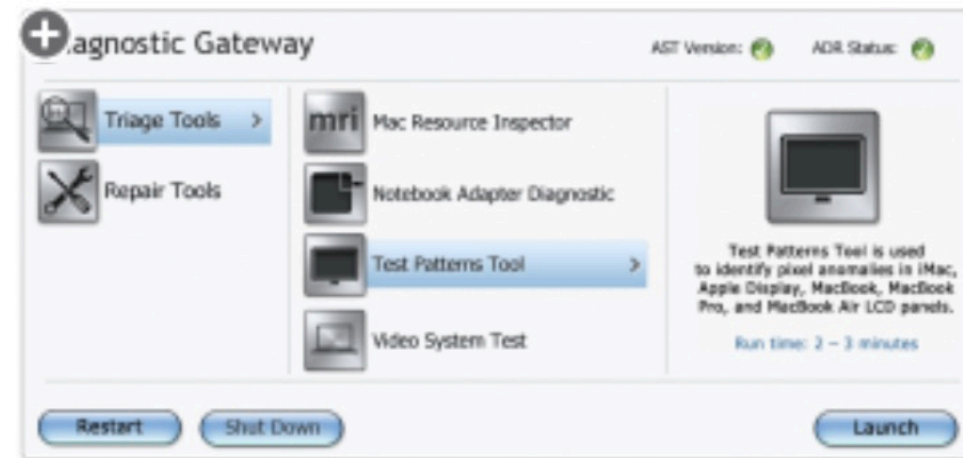 agnostic Gateway
AST Version:
ADR Status:
Triage Tools >
Repair Tools
mri Mac Resource Inspector
Notebook Adapter Diagnostic
Test Patterns Tool >
Video System Test
Test Patterns Tool is used
to identify pixel anomalies in iMac,
Apple Display, MacBook, MacBook
Pro, and MacBook Air LCD panels.
Run time: 2 – 3 minutes
Restart
Shut Down
Launch